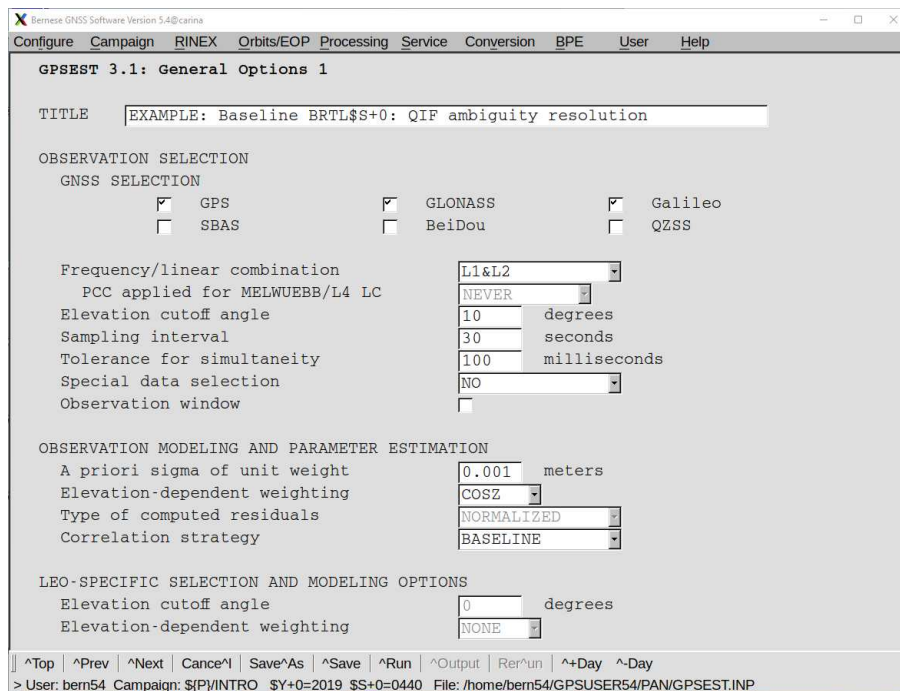 Bernese GNSS Software Version 5.4@carina
Configure Campaign RINEX Orbits/EOP Processing Service Conversion BPE User Help
GPSEST 3.1: General Options 1
TITLE EXAMPLE: Baseline BRTL$S+0: QIF ambiguity resolution
OBSERVATION SELECTION
GNSS SELECTION
GPS GLONASS Galileo
SBAS BeiDou QZSS
Frequency/linear combination L1&L2
PCC applied for MELWUEBB/L4 LC NEVER
Elevation cutoff angle 10 degrees
Sampling interval 30 seconds
Tolerance for simultaneity 100 milliseconds
Special data selection NO
Observation window
OBSERVATION MODELING AND PARAMETER ESTIMATION
A priori sigma of unit weight 0.001 meters
Elevation-dependent weighting COSZ
Type of computed residuals NORMALIZED
Correlation strategy BASELINE
LEO-SPECIFIC SELECTION AND MODELING OPTIONS
Elevation cutoff angle 0 degrees
Elevation-dependent weighting NONE
^Top ^Prev ^Next Cance^l Save^As ^Save ^Run ^Output Rer^un ^+Day ^-Day
> User: bern54 Campaign: ${P}/INTRO $Y+0=2019 $S+0=0440 File: /home/bern54/GPSUSER54/PAN/GPSEST.INP